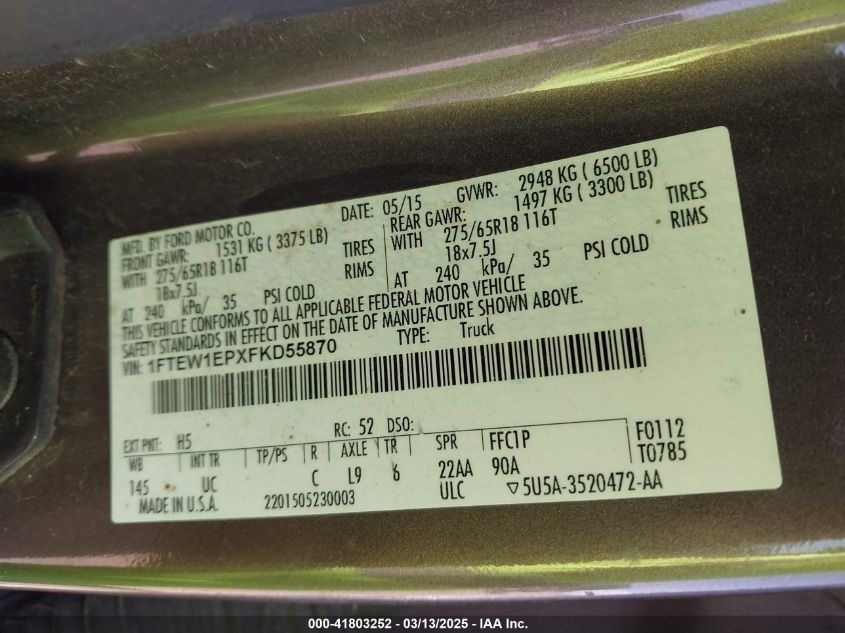 MFD. BY FORD MOTOR CO.
DATE: 05/15 GVWR: 2948 KG ( 6500 LB)
FRONT GAWR: 1531 KG ( 3375 LB)
WITH 275/65R18 116T TIRES
18x7.5J RIMS
AT 240 kPa/ 35 PSI COLD
REAR GAWR: 1497 KG ( 3300 LB)
WITH 275/65R18 116T TIRES
18x7.5J RIMS
AT 240 kPa/ 35 PSI COLD
THIS VEHICLE CONFORMS TO ALL APPLICABLE FEDERAL MOTOR VEHICLE
SAFETY STANDARDS IN EFFECT ON THE DATE OF MANUFACTURE SHOWN ABOVE.
VIN: 1FTEW1EPXFKD55870 TYPE: Truck
EXT PNT: H5 RC: 52 DSO:
WB INT TR TP/PS R AXLE TR SPR FFC1P F0112
145 UC C L9 6 22AA 90A T0785
MADE IN U.S.A. 2201505230003 ULC ▽5U5A-3520472-AA
000-41803252 - 03/13/2025 - IAA Inc.